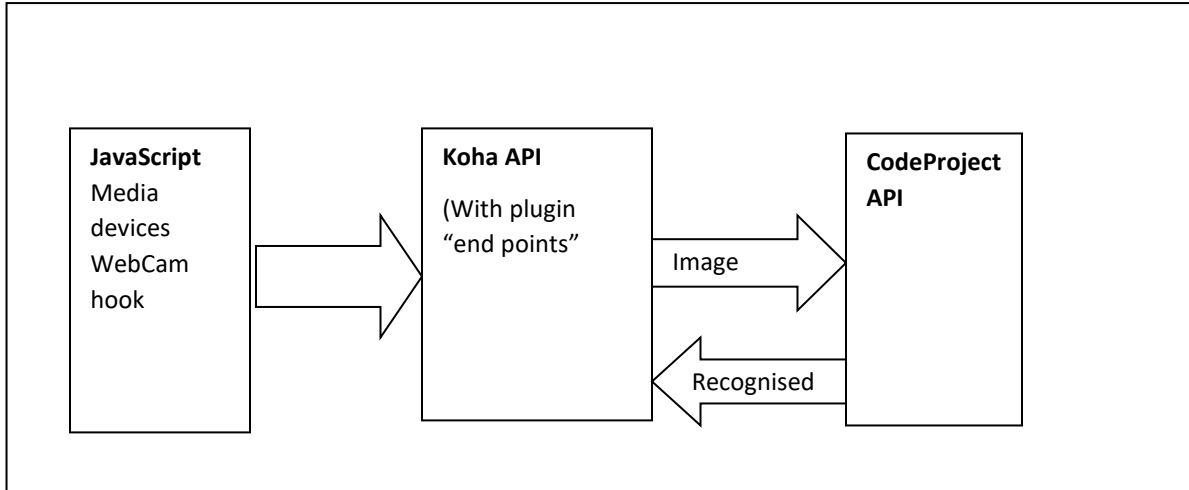 JavaScript
Media
devices
WebCam
hook
Koha API
(With plugin
“end points”
Image
Recognised
CodeProject
API